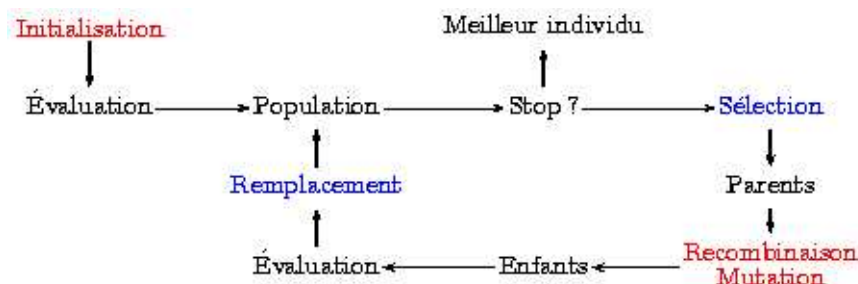 Initialisation
Meilleur individu
Évaluation
Population
Stop ?
Sélection
Remplacement
Parents
Évaluation
Enfants
Recombinaison
Mutation